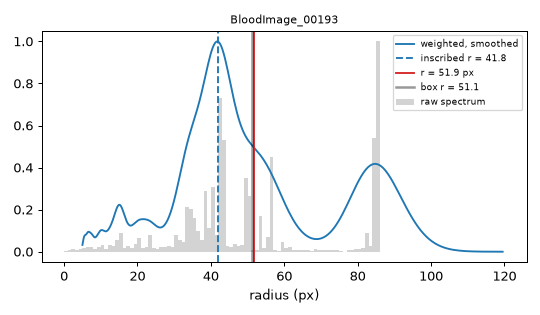 BloodImage_00193
1.0
0.8
0.6
0.4
0.2
0.0
0 20 40 60 80 100 120
radius (px)
weighted, smoothed
inscribed r = 41.8
r = 51.9 px
box r = 51.1
raw spectrum